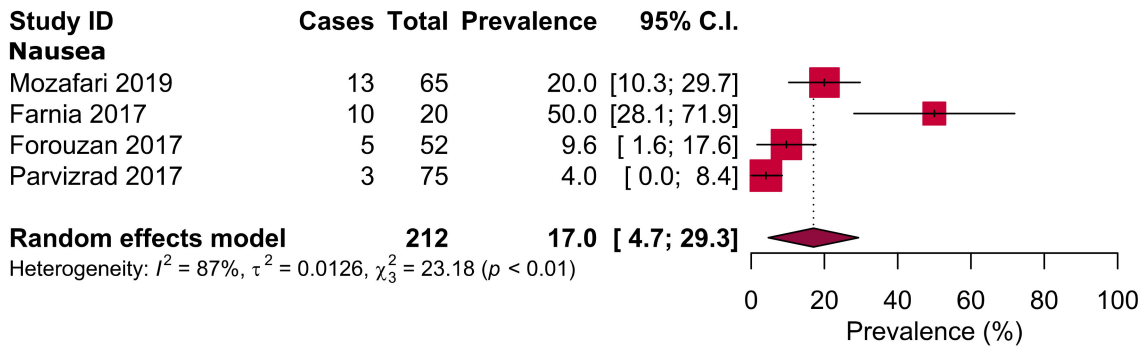 Study ID Cases Total Prevalence 95% C.I.
Nausea
Mozafari 2019 13 65 20.0 [10.3; 29.7]
Farnia 2017 10 20 50.0 [28.1; 71.9]
Forouzan 2017 5 52 9.6 [ 1.6; 17.6]
Parvizrad 2017 3 75 4.0 [ 0.0; 8.4]
Random effects model 212 17.0 [ 4.7; 29.3]
Heterogeneity: I² = 87%, τ² = 0.0126, χ²₃ = 23.18 (p < 0.01)
0 20 40 60 80 100
Prevalence (%)